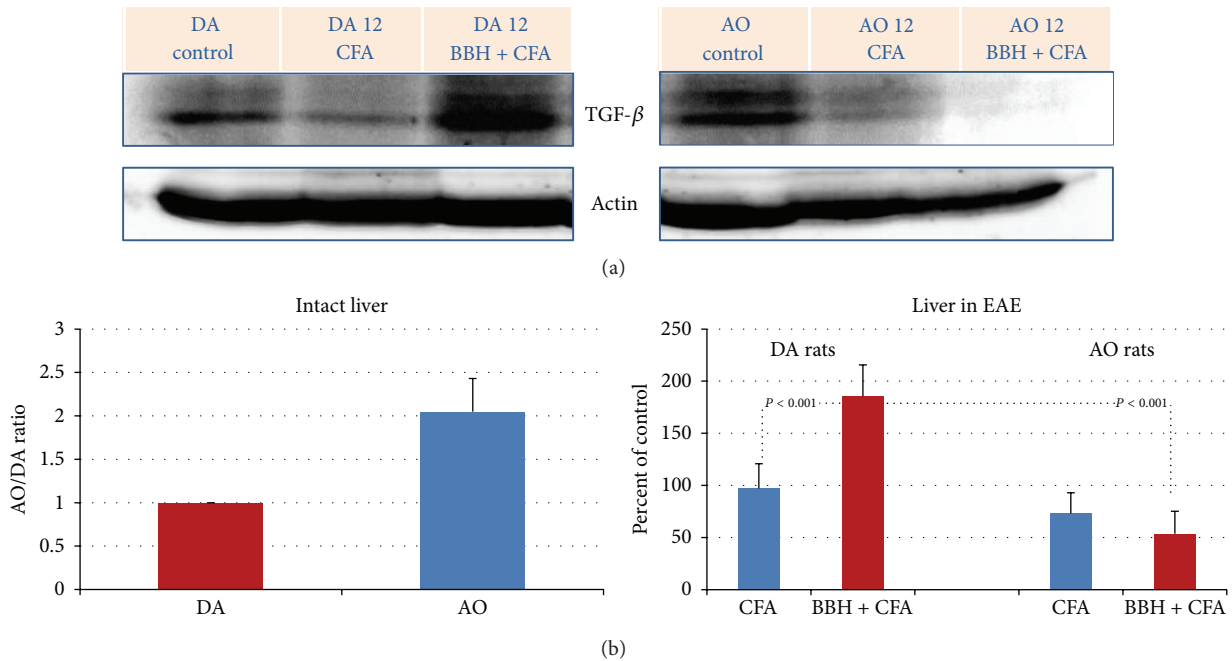 DA control
DA 12 CFA
DA 12 BBH + CFA
AO control
AO 12 CFA
AO 12 BBH + CFA
TGF-β
Actin
(a)
Intact liver
AO/DA ratio
3
2.5
2
1
1
0.5
0
DA
AO
Liver in EAE
Percent of control
250
200
150
100
50
0
DA rats
AO rats
P < 0.001
P < 0.001
CFA
BBH + CFA
CFA
BBH + CFA
(b)